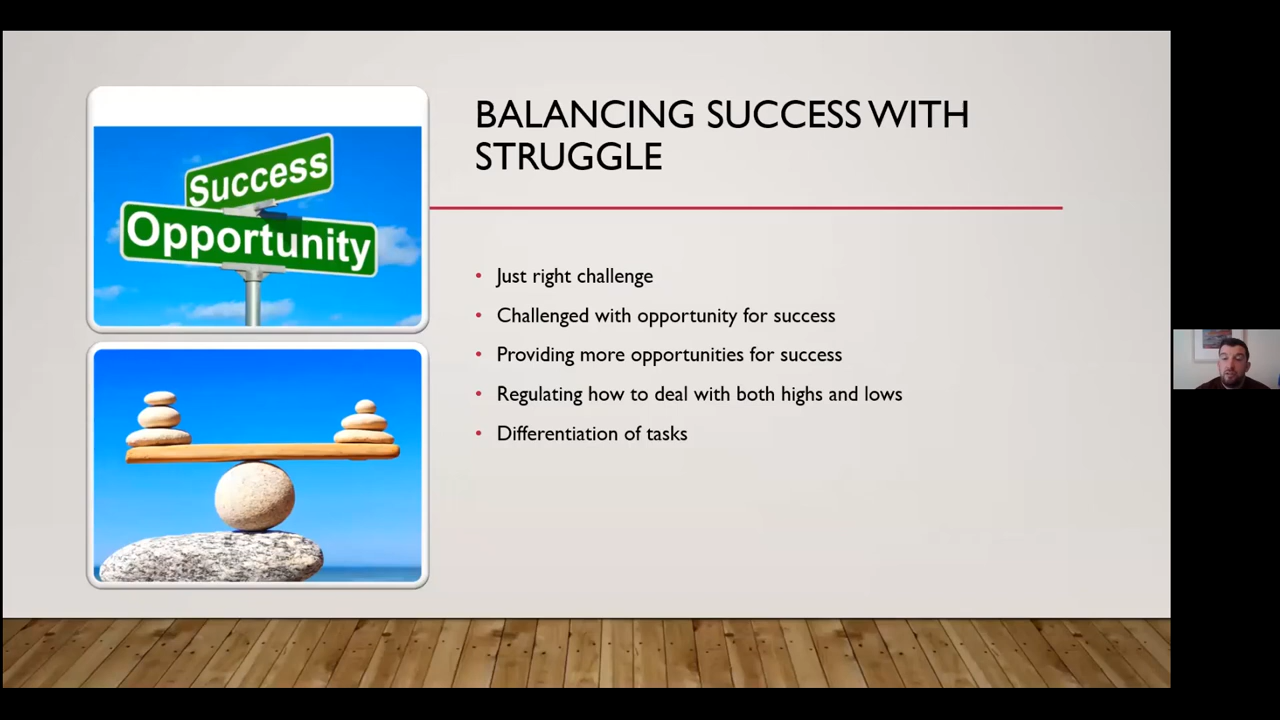 Success
Opportunity
BALANCING SUCCESS WITH
STRUGGLE
• Just right challenge
• Challenged with opportunity for success
• Providing more opportunities for success
• Regulating how to deal with both highs and lows
• Differentiation of tasks